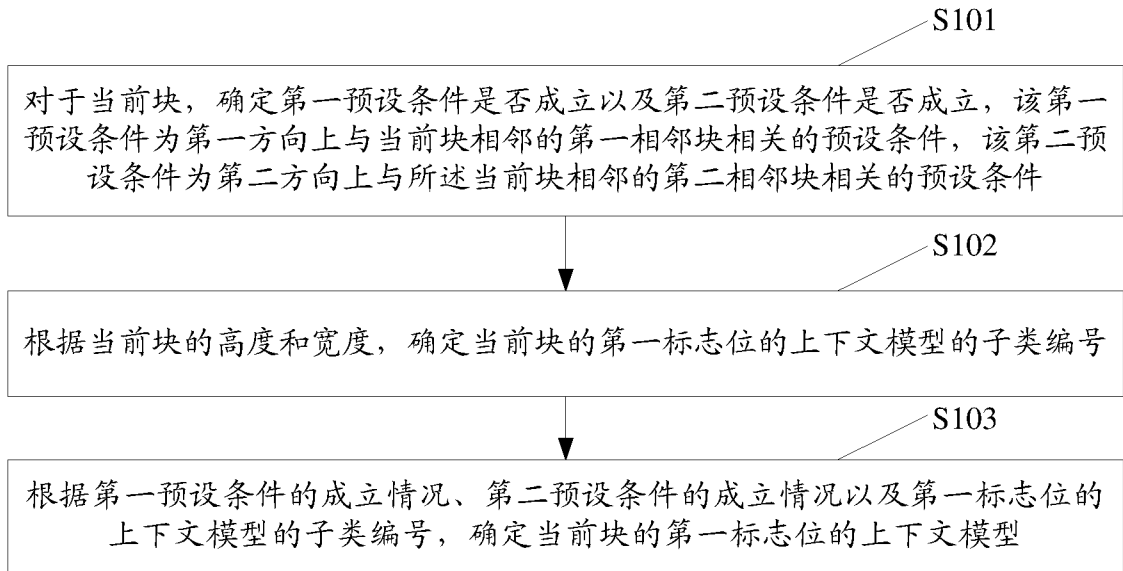 S101
对于当前块，确定第一预设条件是否成立以及第二预设条件是否成立，该第一
预设条件为第一方向上与当前块相邻的第一相邻块相关的预设条件，该第二预
设条件为第二方向上与所述当前块相邻的第二相邻块相关的预设条件
S102
根据当前块的高度和宽度，确定当前块的第一标志位的上下文模型的子类编号
S103
根据第一预设条件的成立情况、第二预设条件的成立情况以及第一标志位的
上下文模型的子类编号，确定当前块的第一标志位的上下文模型